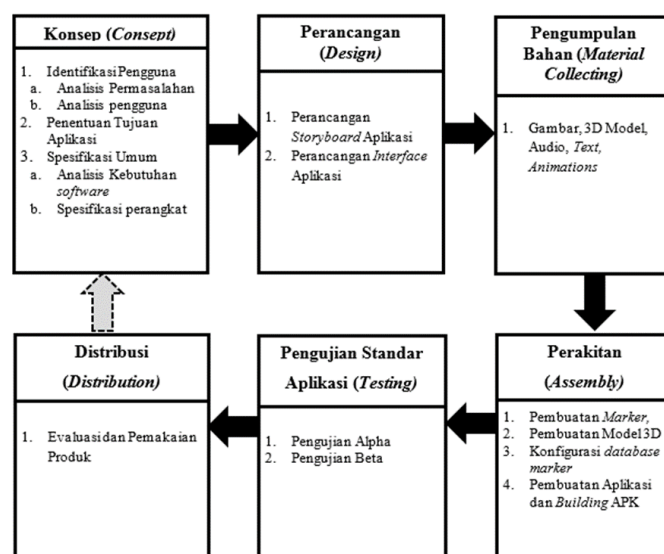 Konsep (Consept)
1. Identifikasi Pengguna
a. Analisis Permasalahan
b. Analisis pengguna
2. Penentuan Tujuan
Aplikasi
3. Spesifikasi Umum
a. Analisis Kebutuhan
software
b. Spesifikasi perangkat
Perancangan
(Design)
1. Perancangan
Storyboard Aplikasi
2. Perancangan Interface
Aplikasi
Pengumpulan
Bahan (Material
Collecting)
1. Gambar, 3D Model,
Audio, Text,
Animations
Perakitan
(Assembly)
1. Pembuatan Marker,
2. Pembuatan Model3D
3. Konfigurasi database
marker
4. Pembuatan Aplikasi
dan Building APK
Pengujian Standar
Aplikasi (Testing)
1. Pengujian Alpha
2. Pengujian Beta
Distribusi
(Distribution)
1. Evaluasi dan Pemakaian
Produk